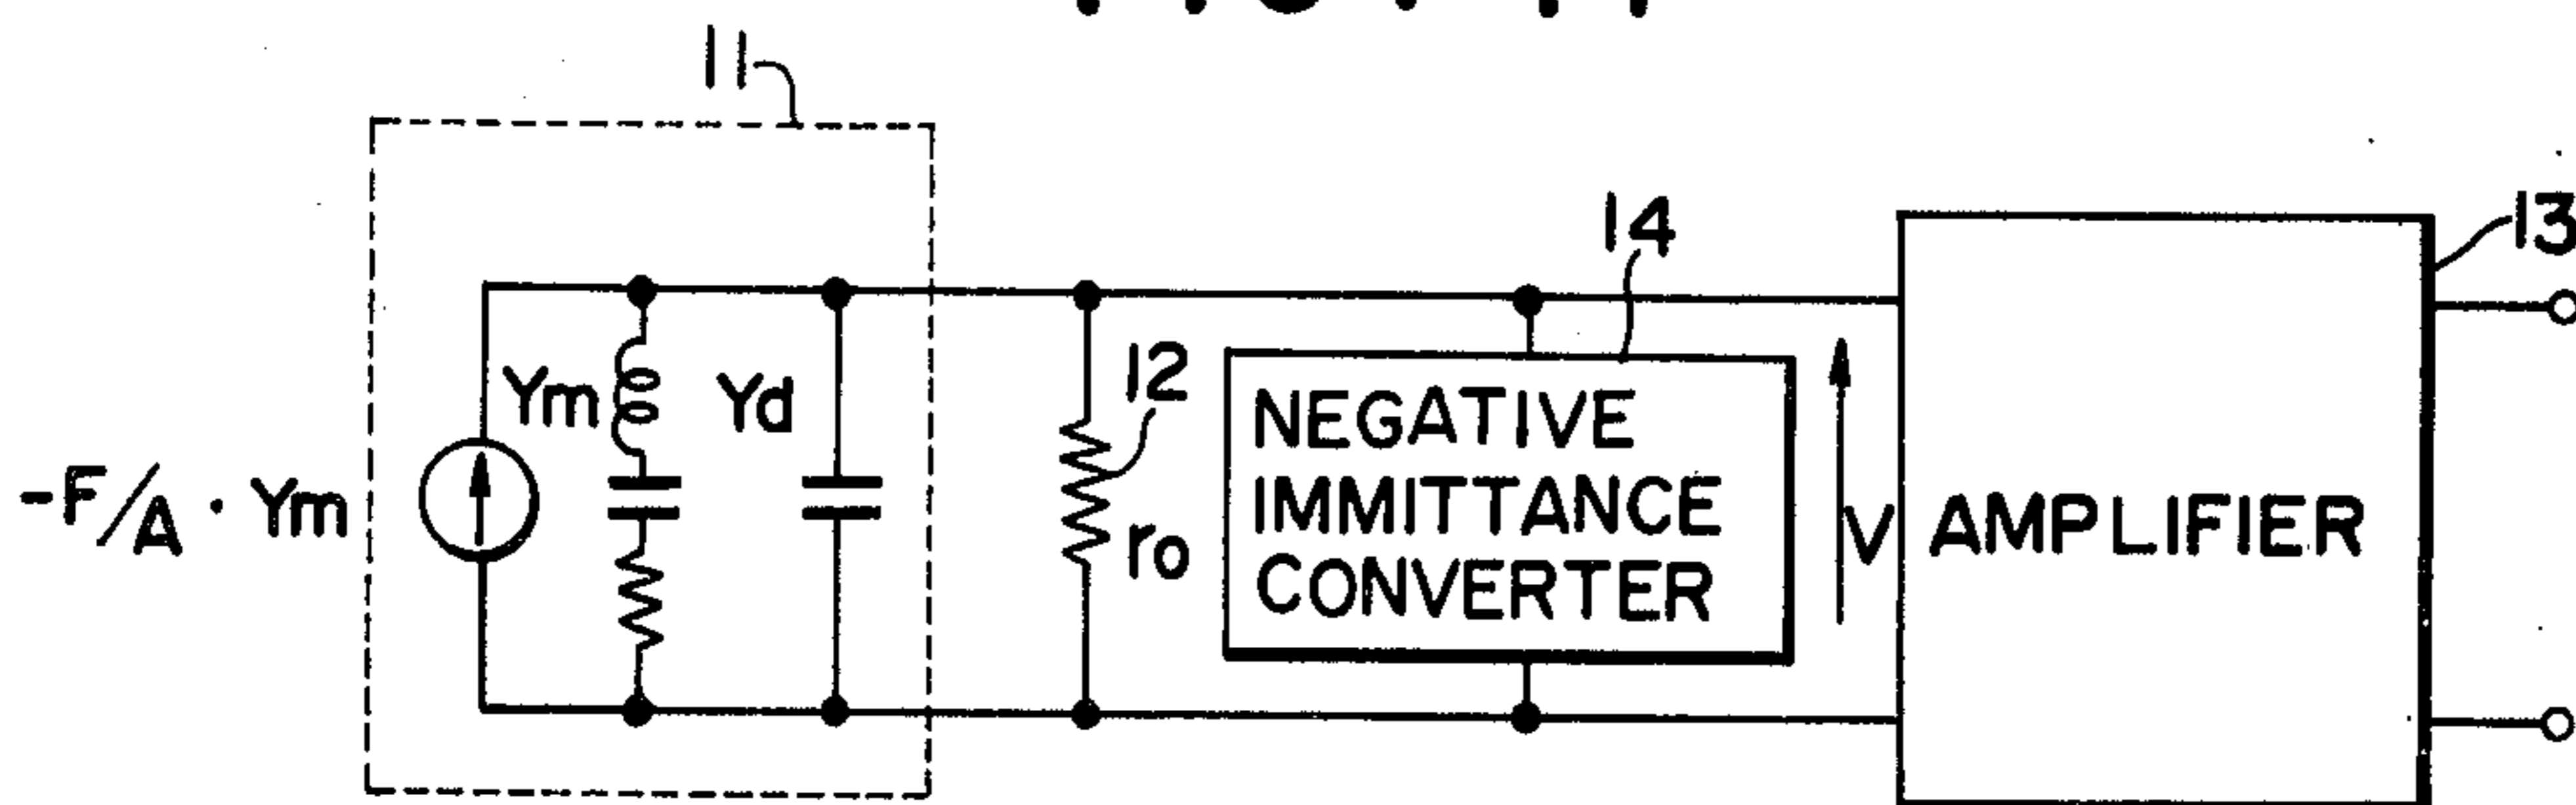 11
14
13
Ym
Yd
12
NEGATIVE
IMMITTANCE
CONVERTER
-F/A · Ym
ro
V
AMPLIFIER